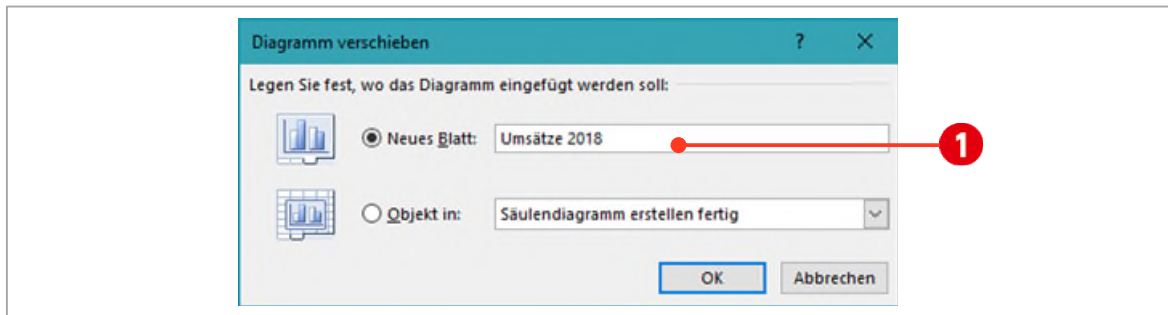 Diagramm verschieben ? ×
Legen Sie fest, wo das Diagramm eingefügt werden soll:
Neues Blatt: Umsätze 2018
1
Objekt in: Säulendiagramm erstellen fertig
OK Abbrechen